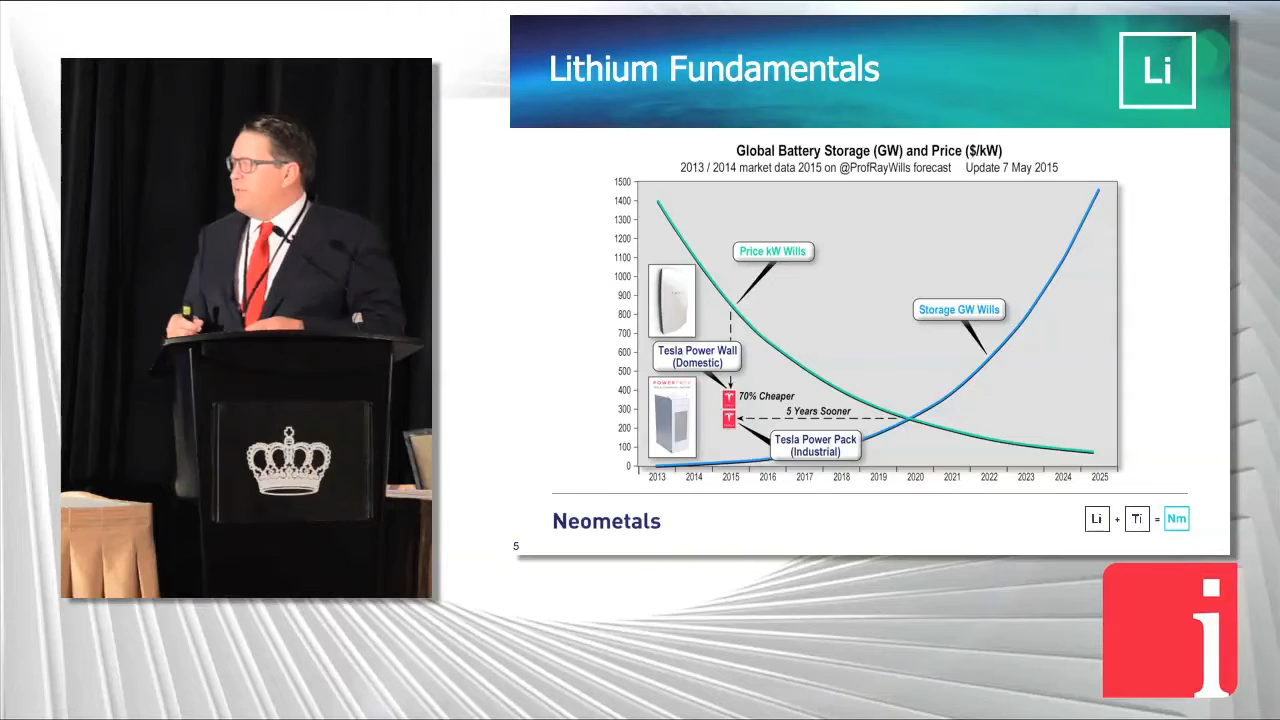 Lithium Fundamentals
Li
Global Battery Storage (GW) and Price ($/kW)
2013 / 2014 market data 2015 on @ProfRayWills forecast Update 7 May 2015
1500
1400
1300
1200
1100
1000
900
800
700
600
500
400
300
200
100
0
Price kW Wills
Storage GW Wills
Tesla Power Wall
(Domestic)
70% Cheaper
5 Years Sooner
Tesla Power Pack
(Industrial)
2013 2014 2015 2016 2017 2018 2019 2020 2021 2022 2023 2024 2025
Neometals
Li + Ti = Nm
5
i